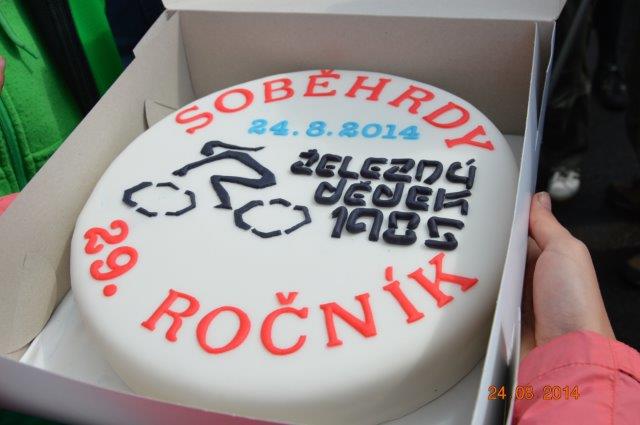 SOBĚHRDY
24.8.2014
ŽELEZNÝ
DĚDEK
1985
29. ROČNÍK
24 08 2014